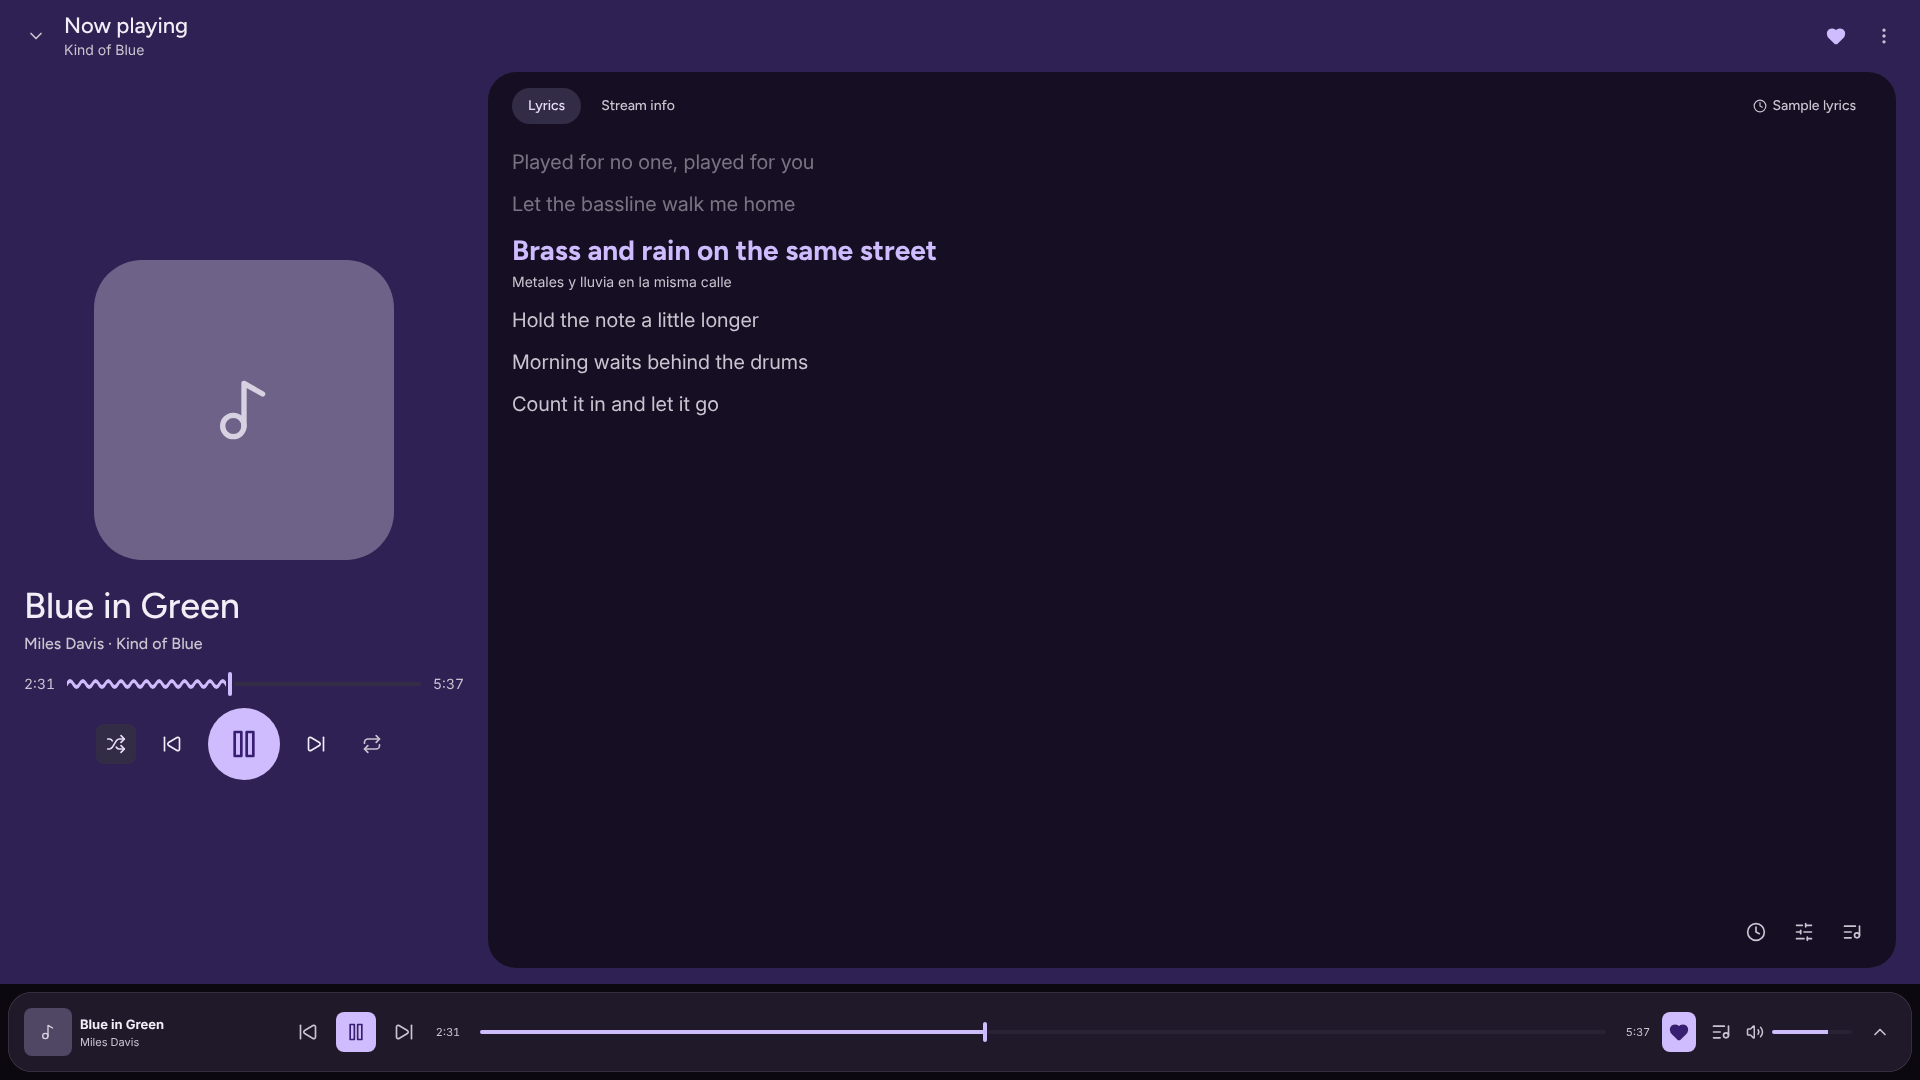 Now playing
Kind of Blue
Lyrics
Stream info
Sample lyrics
Played for no one, played for you
Let the bassline walk me home
Brass and rain on the same street
Metales y lluvia en la misma calle
Hold the note a little longer
Morning waits behind the drums
Count it in and let it go
Blue in Green
Miles Davis · Kind of Blue
2:31
5:37
Blue in Green
Miles Davis
2:31
5:37